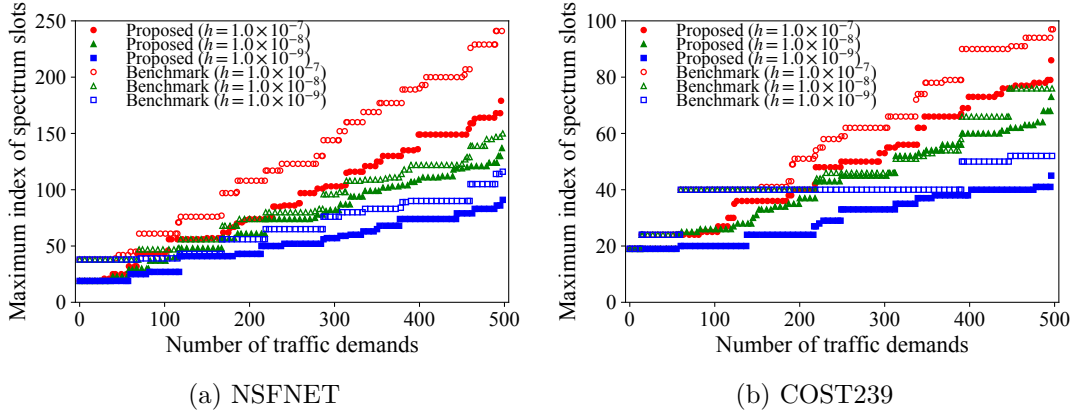 Maximum index of spectrum slots
250
200
150
100
50
0
0 100 200 300 400 500
Number of traffic demands
Proposed (h = 1.0 × 10⁻⁷)
Proposed (h = 1.0 × 10⁻⁸)
Proposed (h = 1.0 × 10⁻⁹)
Benchmark (h = 1.0 × 10⁻⁷)
Benchmark (h = 1.0 × 10⁻⁸)
Benchmark (h = 1.0 × 10⁻⁹)
(a) NSFNET
Maximum index of spectrum slots
100
80
60
40
20
0
0 100 200 300 400 500
Number of traffic demands
Proposed (h = 1.0 × 10⁻⁷)
Proposed (h = 1.0 × 10⁻⁸)
Proposed (h = 1.0 × 10⁻⁹)
Benchmark (h = 1.0 × 10⁻⁷)
Benchmark (h = 1.0 × 10⁻⁸)
Benchmark (h = 1.0 × 10⁻⁹)
(b) COST239